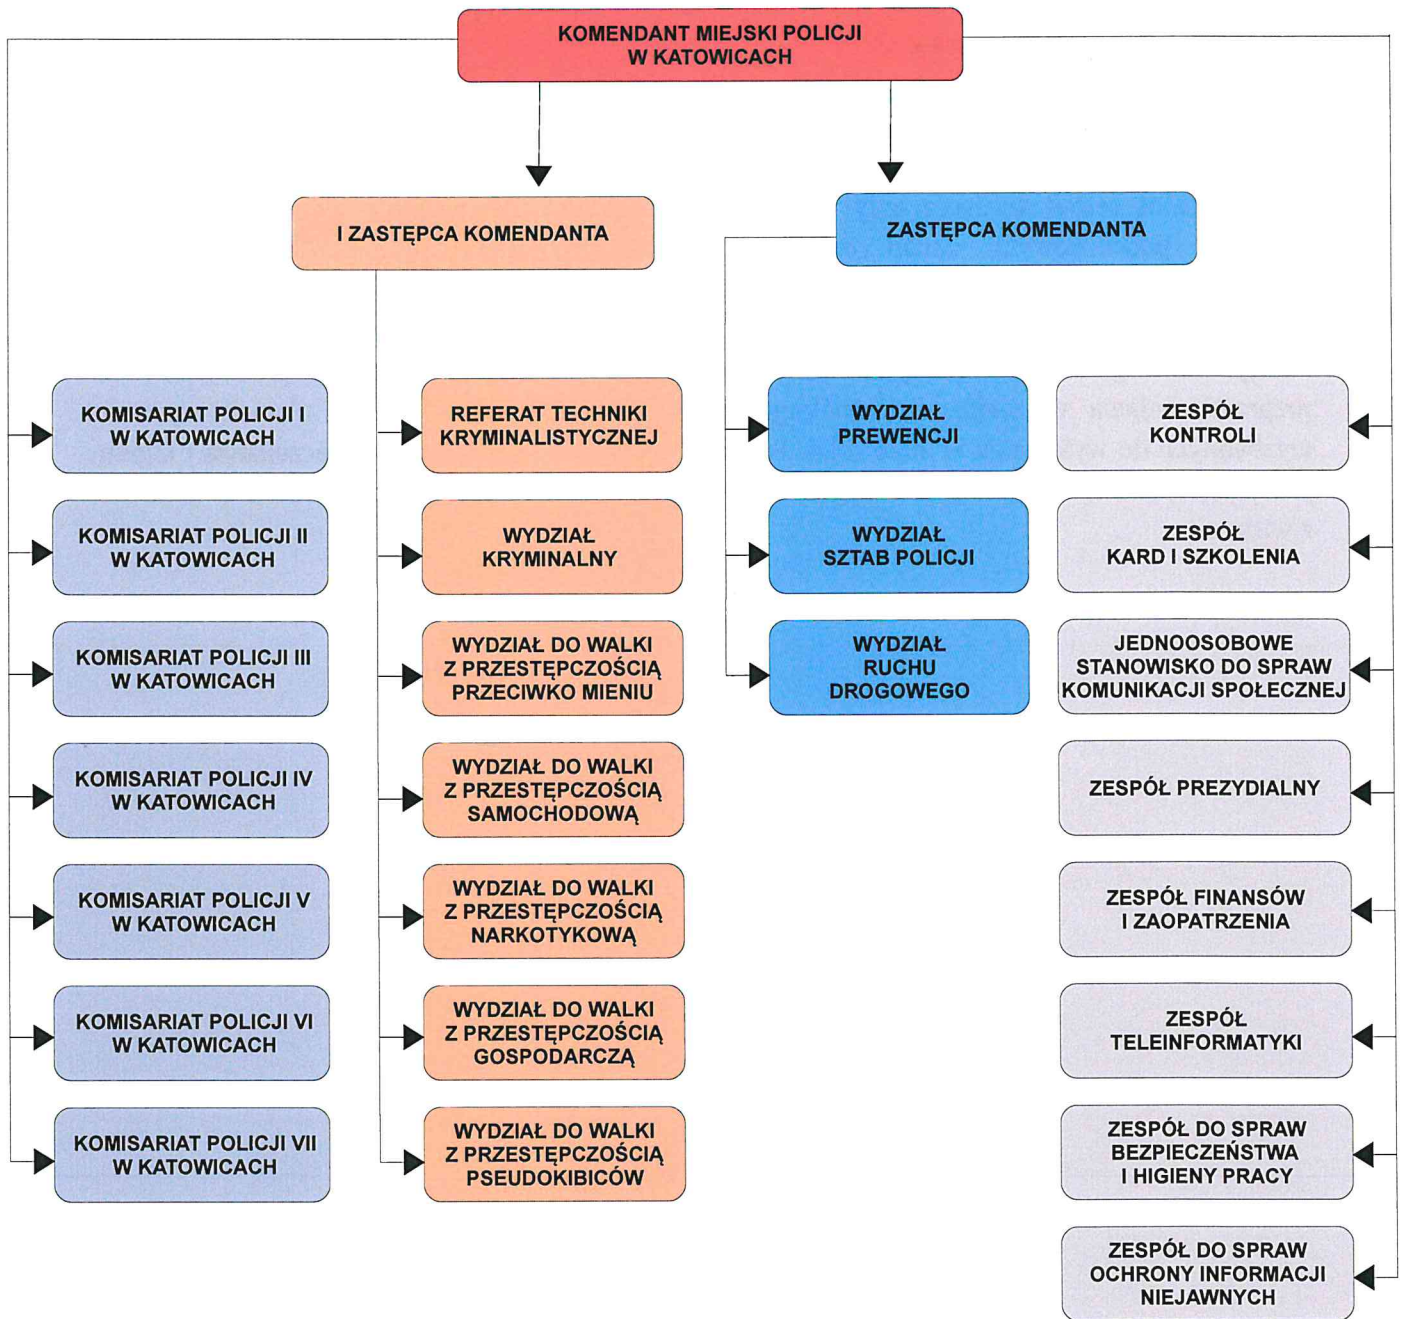 KOMENDANT MIEJSKI POLICJI
W KATOWICACH
I ZASTĘPCA KOMENDANTA
ZASTĘPCA KOMENDANTA
KOMISARIAT POLICJI I
W KATOWICACH
KOMISARIAT POLICJI II
W KATOWICACH
KOMISARIAT POLICJI III
W KATOWICACH
KOMISARIAT POLICJI IV
W KATOWICACH
KOMISARIAT POLICJI V
W KATOWICACH
KOMISARIAT POLICJI VI
W KATOWICACH
KOMISARIAT POLICJI VII
W KATOWICACH
REFERAT TECHNIKI
KRYMINALISTYCZNEJ
WYDZIAŁ
KRYMINALNY
WYDZIAŁ DO WALKI
Z PRZESTĘPCZOŚCIĄ
PRZECIWKO MIENIU
WYDZIAŁ DO WALKI
Z PRZESTĘPCZOŚCIĄ
SAMOCHODOWĄ
WYDZIAŁ DO WALKI
Z PRZESTĘPCZOŚCIĄ
NARKOTYKOWĄ
WYDZIAŁ DO WALKI
Z PRZESTĘPCZOŚCIĄ
GOSPODARCZĄ
WYDZIAŁ DO WALKI
Z PRZESTĘPCZOŚCIĄ
PSEUDOKIBICÓW
WYDZIAŁ
PREWENCJI
WYDZIAŁ
SZTAB POLICJI
WYDZIAŁ
RUCHU
DROGOWEGO
ZESPÓŁ
KONTROLI
ZESPÓŁ
KARD I SZKOLENIA
JEDNOOSOBOWE
STANOWISKO DO SPRAW
KOMUNIKACJI SPOŁECZNEJ
ZESPÓŁ PREZYDIALNY
ZESPÓŁ FINANSÓW
I ZAOPATRZENIA
ZESPÓŁ
TELEINFORMATYKI
ZESPÓŁ DO SPRAW
BEZPIECZEŃSTWA
I HIGIENY PRACY
ZESPÓŁ DO SPRAW
OCHRONY INFORMACJI
NIEJAWNYCH